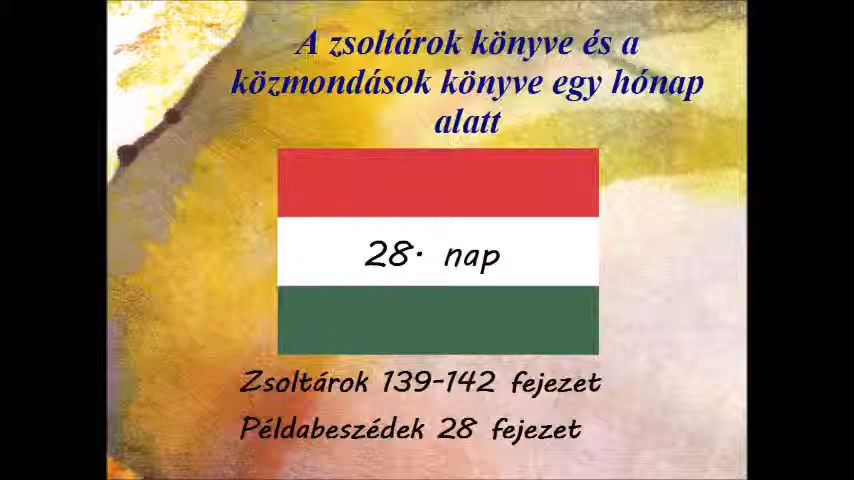 A zsoltárok könyve és a
közmondások könyve egy hónap
alatt
28. nap
Zsoltárok 139-142 fejezet
Példabeszédek 28 fejezet